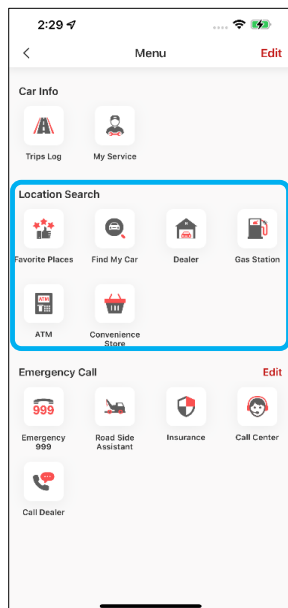 2:29
Menu
Edit
Car Info
Trips Log
My Service
Location Search
Favorite Places
Find My Car
Dealer
Gas Station
ATM
ATM
Convenience
Store
Emergency Call
Edit
999
Emergency
999
Road Side
Assistant
Insurance
Call Center
Call Dealer